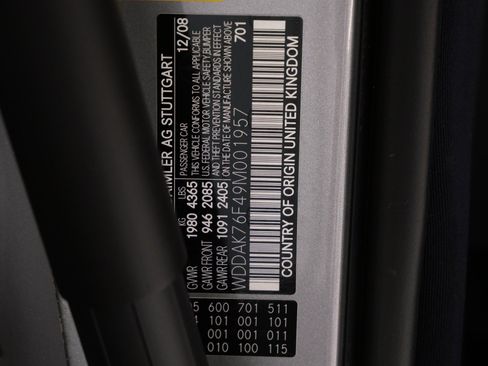 AG STUTTGART
KG LBS PASSENGER CAR 12/08
GVWR 1980 4365 THIS VEHICLE CONFORMS TO ALL APPLICABLE
GAWR FRONT 946 2085 U.S. FEDERAL MOTOR VEHICLE SAFETY, BUMPER
AND THEFT PREVENTION STANDARDS IN EFFECT
GAWR REAR 1091 2405 ON THE DATE OF MANUFACTURE SHOWN ABOVE
701
WDDAK76F49M001957
COUNTRY OF ORIGIN UNITED KINGDOM
5 600 701 511
101 001 101
001 001 011
010 100 115